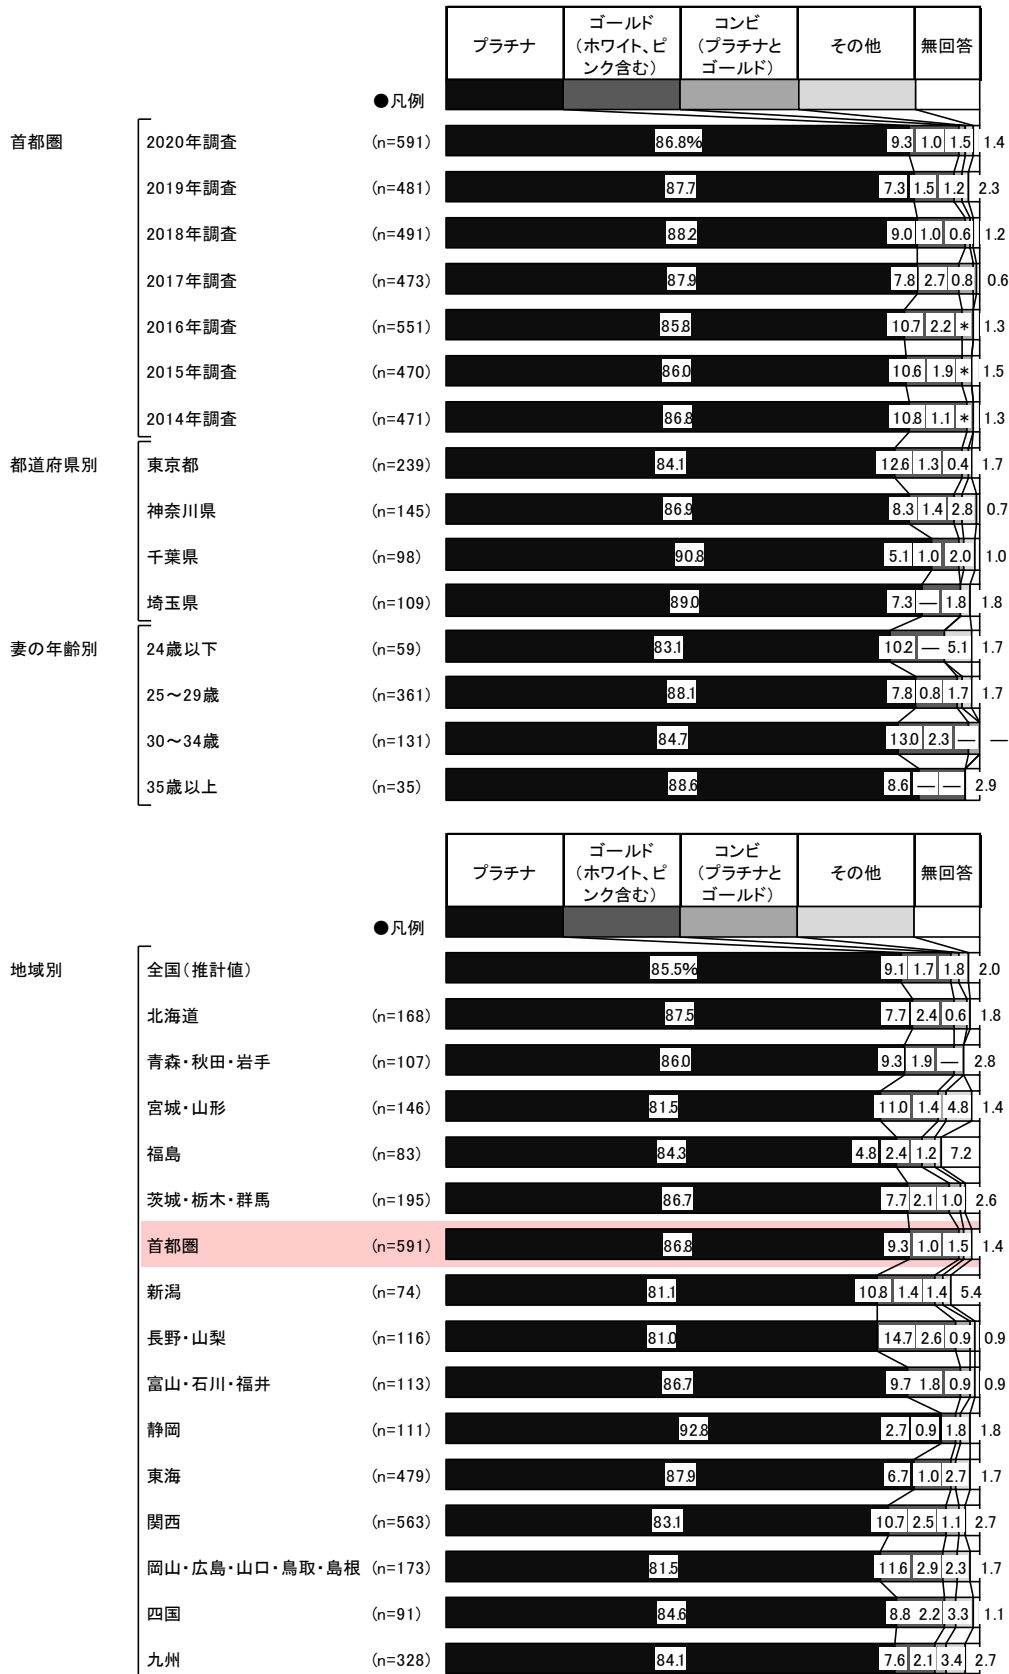 プラチナ
ゴールド
(ホワイト、ピ
ンク含む)
コンビ
(プラチナと
ゴールド)
その他
無回答
●凡例
首都圏 2020年調査 (n=591) 86.8% 9.3 1.0 1.5 1.4
2019年調査 (n=481) 87.7 7.3 1.5 1.2 2.3
2018年調査 (n=491) 88.2 9.0 1.0 0.6 1.2
2017年調査 (n=473) 87.9 7.8 2.7 0.8 0.6
2016年調査 (n=551) 85.8 10.7 2.2 * 1.3
2015年調査 (n=470) 86.0 10.6 1.9 * 1.5
2014年調査 (n=471) 86.8 10.8 1.1 * 1.3
都道府県別 東京都 (n=239) 84.1 12.6 1.3 0.4 1.7
神奈川県 (n=145) 86.9 8.3 1.4 2.8 0.7
千葉県 (n=98) 90.8 5.1 1.0 2.0 1.0
埼玉県 (n=109) 89.0 7.3 — 1.8 1.8
妻の年齢別 24歳以下 (n=59) 83.1 10.2 — 5.1 1.7
25～29歳 (n=361) 88.1 7.8 0.8 1.7 1.7
30～34歳 (n=131) 84.7 13.0 2.3 — —
35歳以上 (n=35) 88.6 8.6 — — 2.9
プラチナ
ゴールド
(ホワイト、ピ
ンク含む)
コンビ
(プラチナと
ゴールド)
その他
無回答
●凡例
地域別 全国(推計値) 85.5% 9.1 1.7 1.8 2.0
北海道 (n=168) 87.5 7.7 2.4 0.6 1.8
青森・秋田・岩手 (n=107) 86.0 9.3 1.9 — 2.8
宮城・山形 (n=146) 81.5 11.0 1.4 4.8 1.4
福島 (n=83) 84.3 4.8 2.4 1.2 7.2
茨城・栃木・群馬 (n=195) 86.7 7.7 2.1 1.0 2.6
首都圏 (n=591) 86.8 9.3 1.0 1.5 1.4
新潟 (n=74) 81.1 10.8 1.4 1.4 5.4
長野・山梨 (n=116) 81.0 14.7 2.6 0.9 0.9
富山・石川・福井 (n=113) 86.7 9.7 1.8 0.9 0.9
静岡 (n=111) 92.8 2.7 0.9 1.8 1.8
東海 (n=479) 87.9 6.7 1.0 2.7 1.7
関西 (n=563) 83.1 10.7 2.5 1.1 2.7
岡山・広島・山口・鳥取・島根 (n=173) 81.5 11.6 2.9 2.3 1.7
四国 (n=91) 84.6 8.8 2.2 3.3 1.1
九州 (n=328) 84.1 7.6 2.1 3.4 2.7